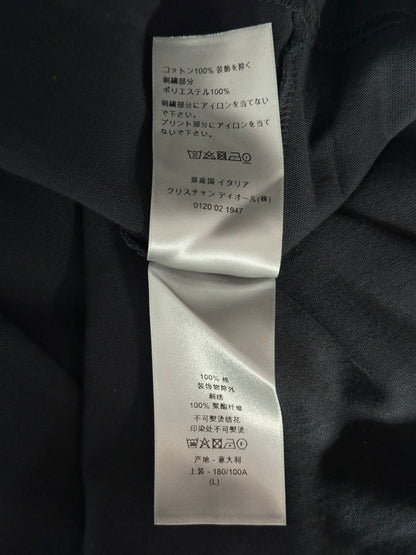 コットン100% 装飾を除く
刺繍部分
ポリエステル100%
刺繍部分にアイロンを当てない
で下さい。
プリント部分にアイロンを当て
ないで下さい。
原産国 イタリア
クリスチャン ディオール(株)
0120 02 1947
100% 棉
装饰物除外
刺绣
100% 聚酯纤维
不可熨烫绣花
印染处不可熨烫
产地 - 意大利
上装 - 180/100A
(L)